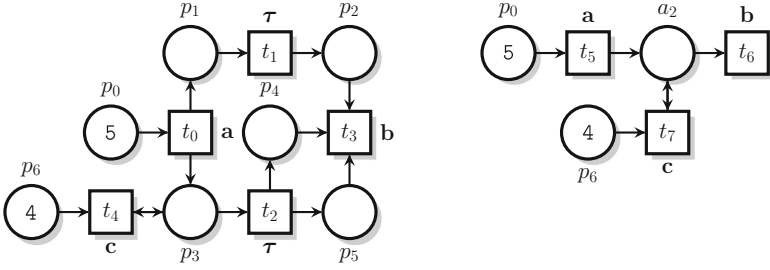 p₁ τ p₂ p₀ a a₂ b
t₁ 5 t₅ t₆
p₀ p₄
5 t₀ a t₃ b 4 t₇
p₆ p₆ c
4 t₄ t₂
c p₃ τ p₅